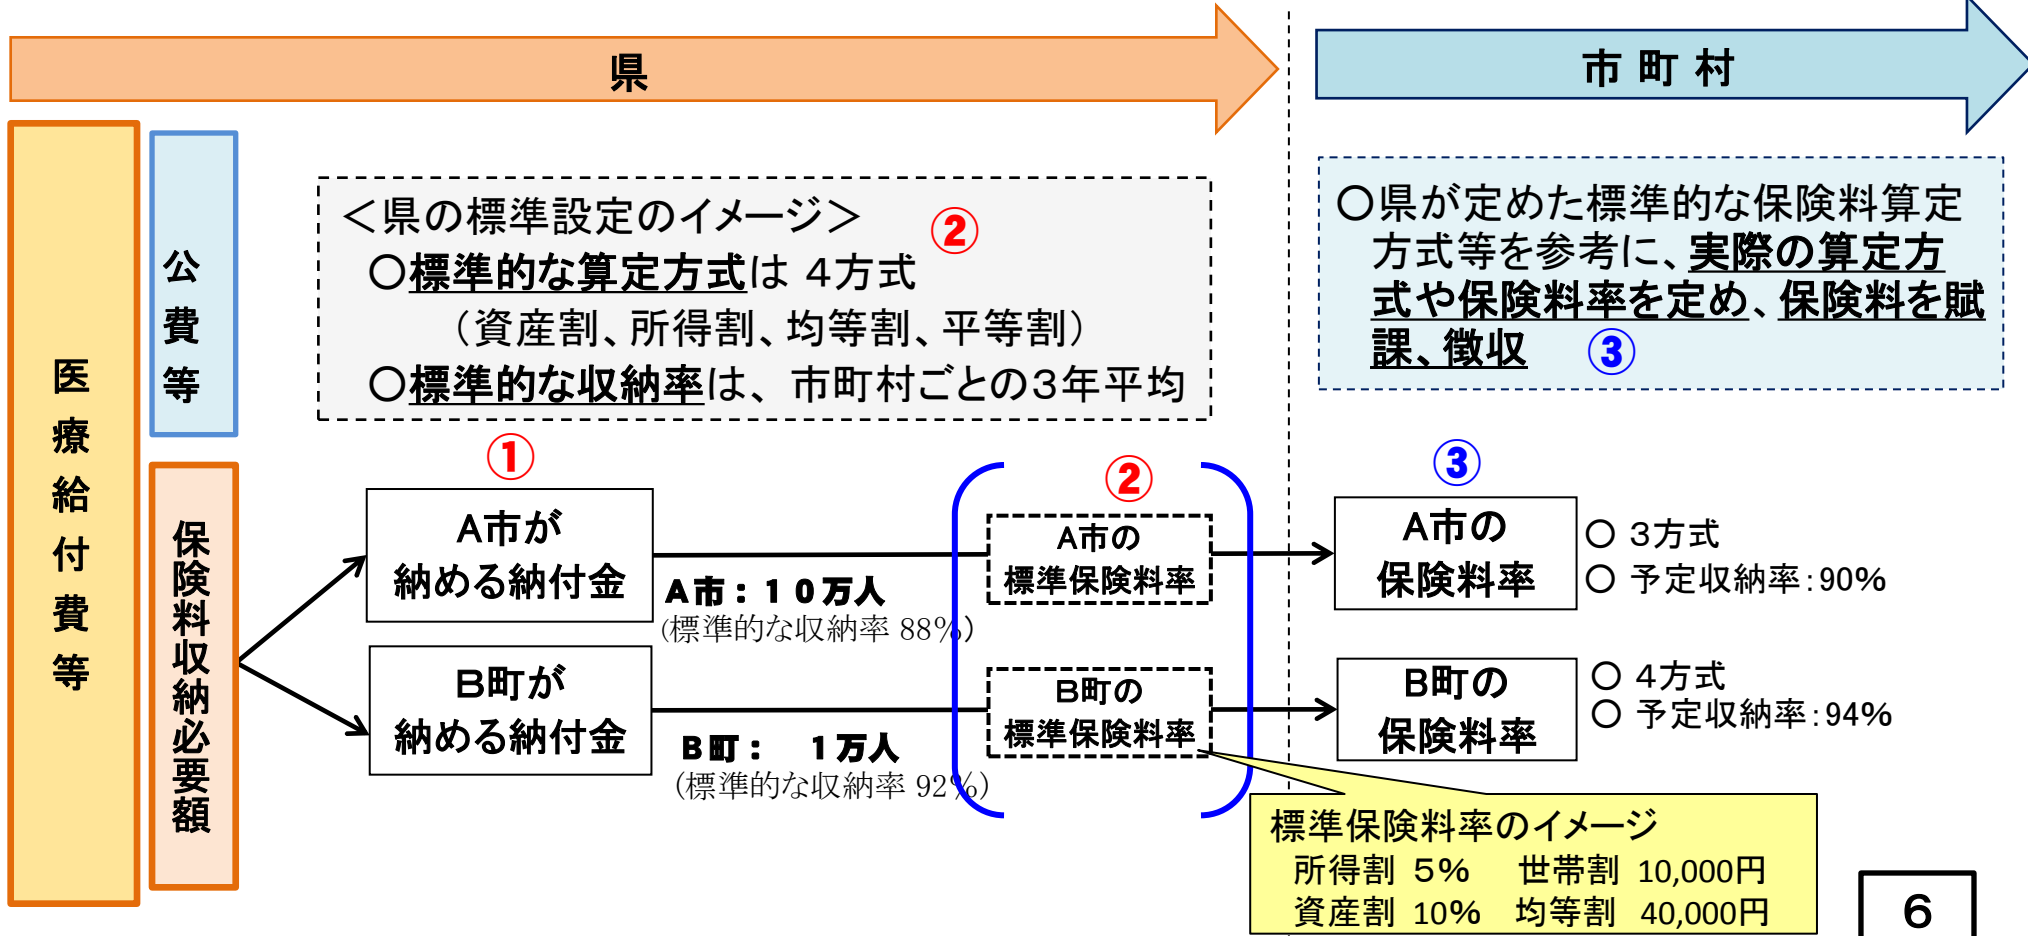 県
市町村
医療給付費等
公費等
保険料収納必要額
＜県の標準設定のイメージ＞
②
○標準的な算定方式は 4方式
（資産割、所得割、均等割、平等割）
○標準的な収納率は、市町村ごとの3年平均
○県が定めた標準的な保険料算定
方式等を参考に、実際の算定方
式や保険料率を定め、保険料を賦
課、徴収
③
①
A市が
納める納付金
A市：10万人
(標準的な収納率 88%)
②
A市の
標準保険料率
③
A市の
保険料率
○ 3方式
○ 予定収納率：90%
B町が
納める納付金
B町： 1万人
(標準的な収納率 92%)
B町の
標準保険料率
B町の
保険料率
○ 4方式
○ 予定収納率：94%
標準保険料率のイメージ
所得割 5% 世帯割 10,000円
資産割 10% 均等割 40,000円
6